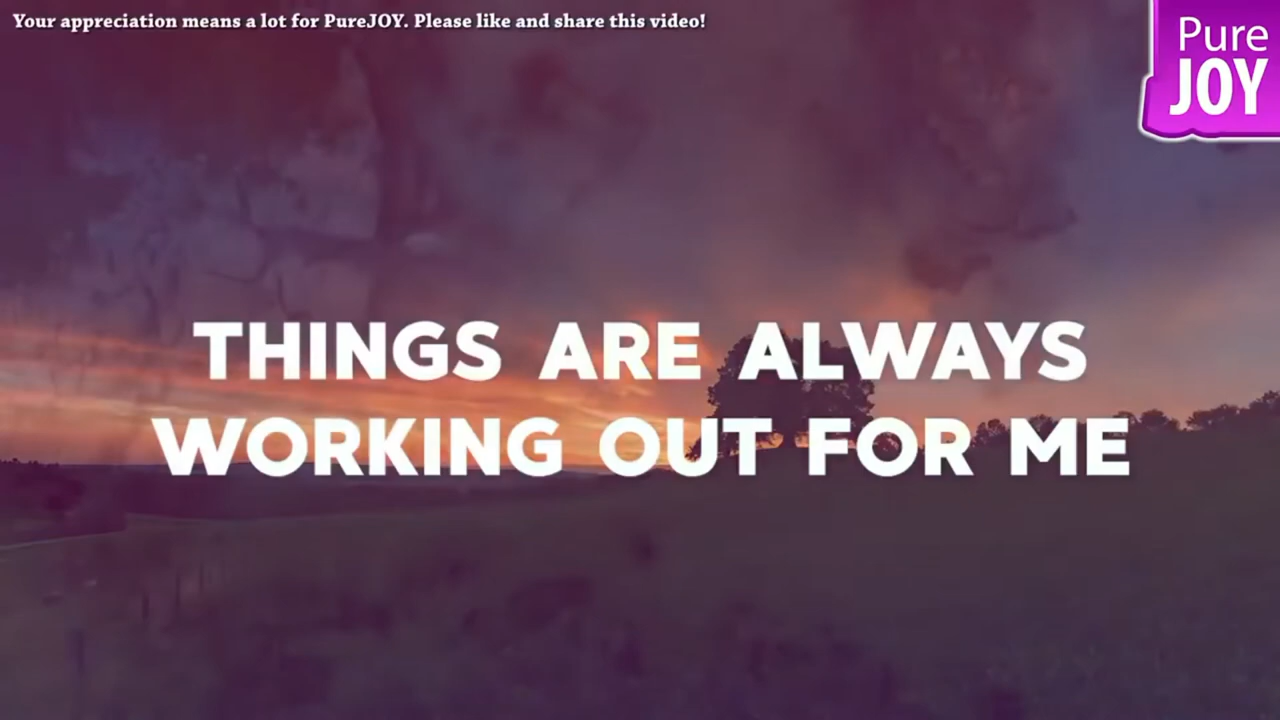 Your appreciation means a lot for PureJOY. Please like and share this video!
Pure
JOY
THINGS ARE ALWAYS
WORKING OUT FOR ME